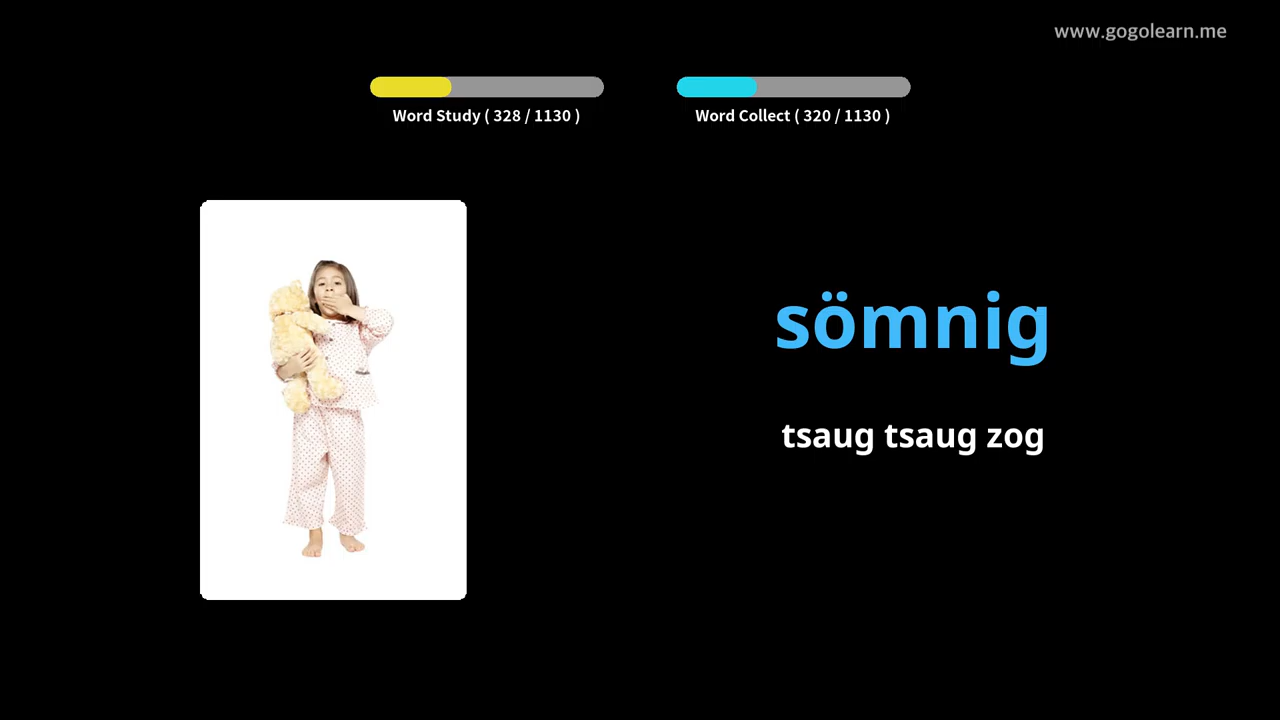 www.gogolearn.me
Word Study ( 328 / 1130 )
Word Collect ( 320 / 1130 )
sömnig
tsaug tsaug zog